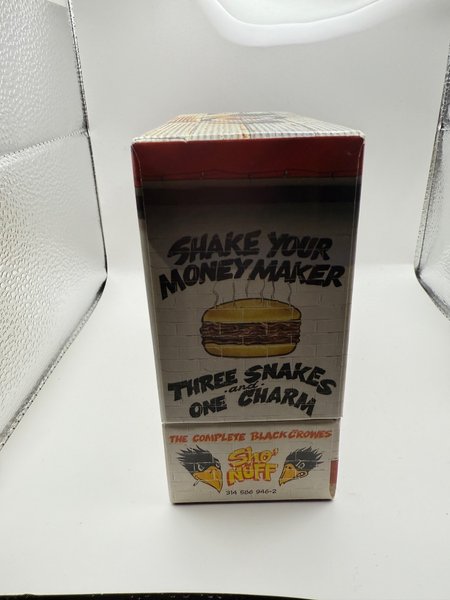 SHAKE YOUR
MONEY MAKER
THREE SNAKES
and
ONE CHARM
THE COMPLETE BLACK CROWES
Sho'
NUFF
314 586 946-2